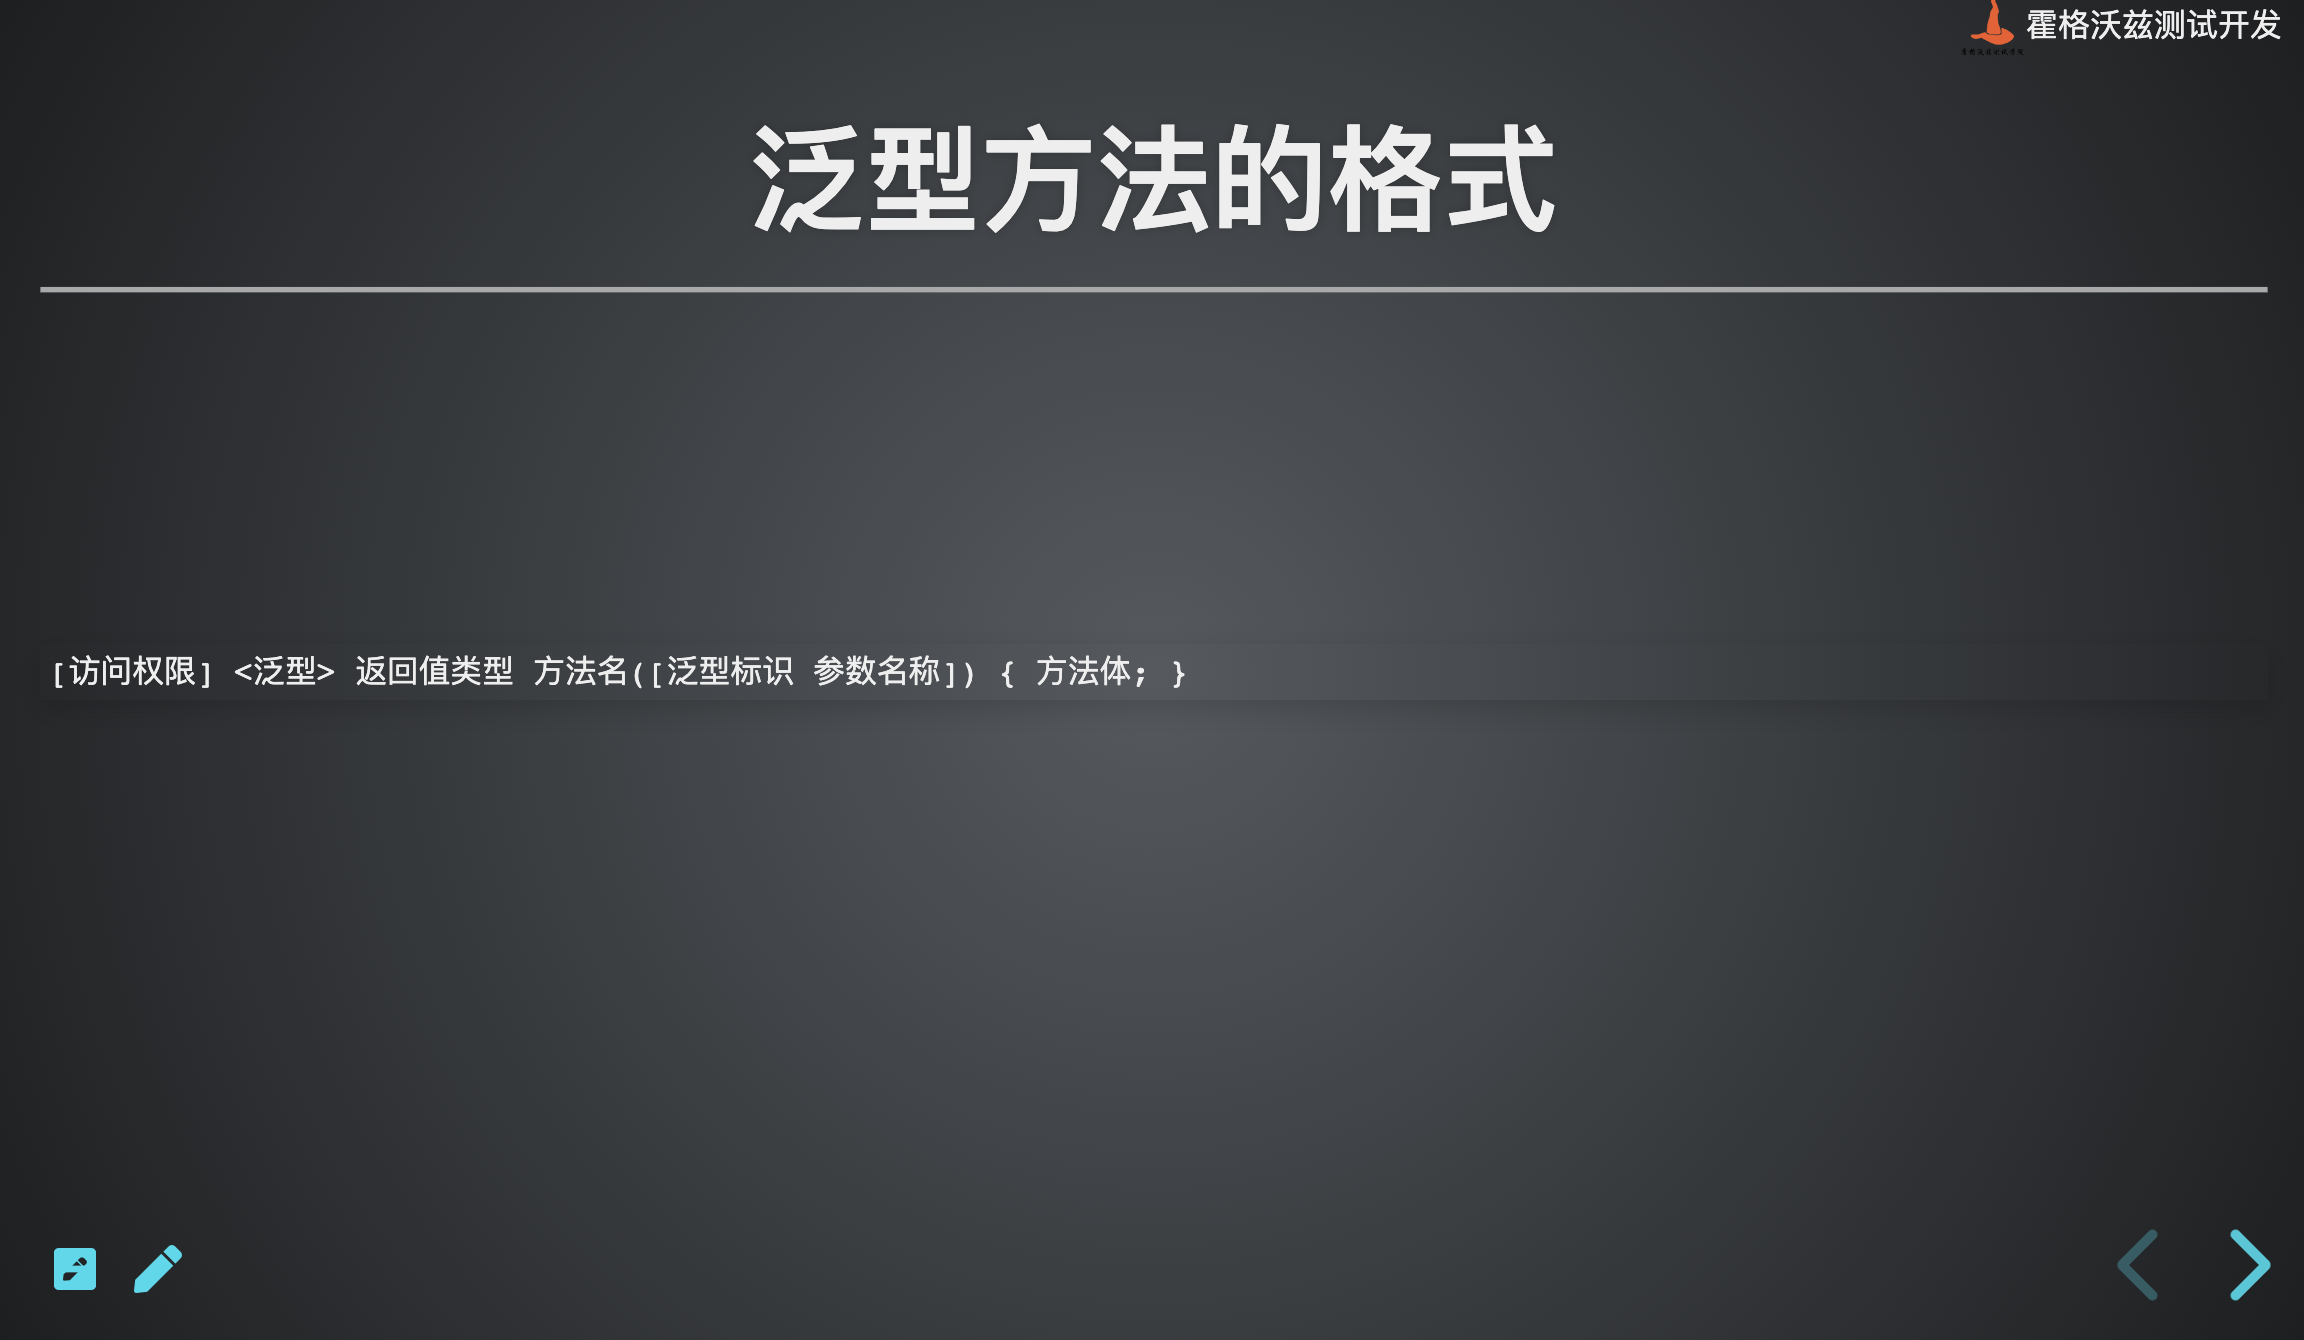 霍格沃兹测试开发
泛型方法的格式
[访问权限] <泛型> 返回值类型 方法名([泛型标识 参数名称]) { 方法体; }